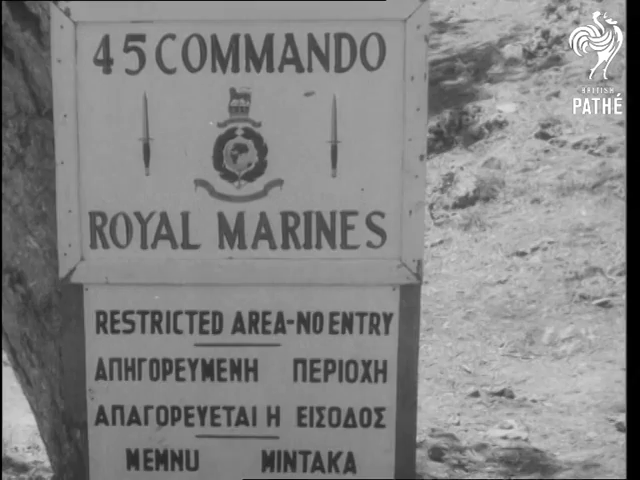 45 COMMANDO
ROYAL MARINES
RESTRICTED AREA-NO ENTRY
ΑΠΗΓΟΡΕΥΜΕΝΗ ΠΕΡΙΟΧΗ
ΑΠΑΓΟΡΕΥΕΤΑΙ Η ΕΙΣΟΔΟΣ
MEMNU MINTAKA
BRITISH
PATHÉ